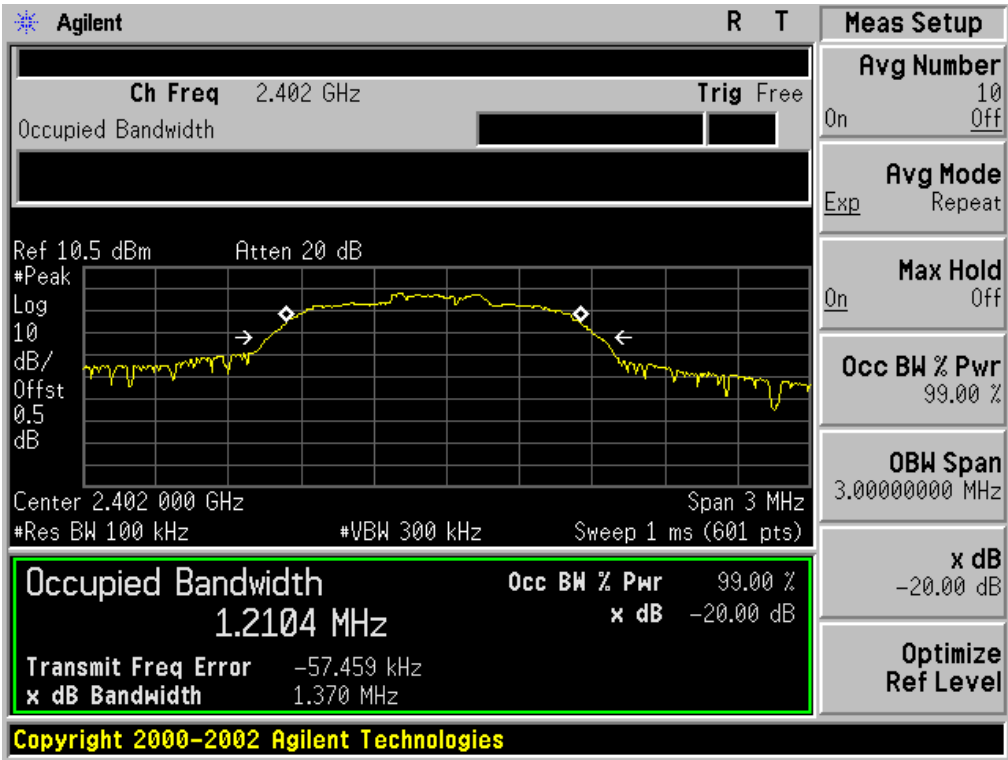 Agilent R T
Ch Freq 2.402 GHz Trig Free
Occupied Bandwidth
Ref 10.5 dBm Atten 20 dB
#Peak
Log
10
dB/
Offst
0.5
dB
Center 2.402 000 GHz Span 3 MHz
#Res BW 100 kHz #VBW 300 kHz Sweep 1 ms (601 pts)
Occupied Bandwidth Occ BW % Pwr 99.00 %
1.2104 MHz x dB -20.00 dB
Transmit Freq Error -57.459 kHz
x dB Bandwidth 1.370 MHz
Copyright 2000-2002 Agilent Technologies
Meas Setup
Avg Number
10
On Off
Avg Mode
Exp Repeat
Max Hold
On Off
Occ BW % Pwr
99.00 %
OBW Span
3.00000000 MHz
x dB
-20.00 dB
Optimize
Ref Level